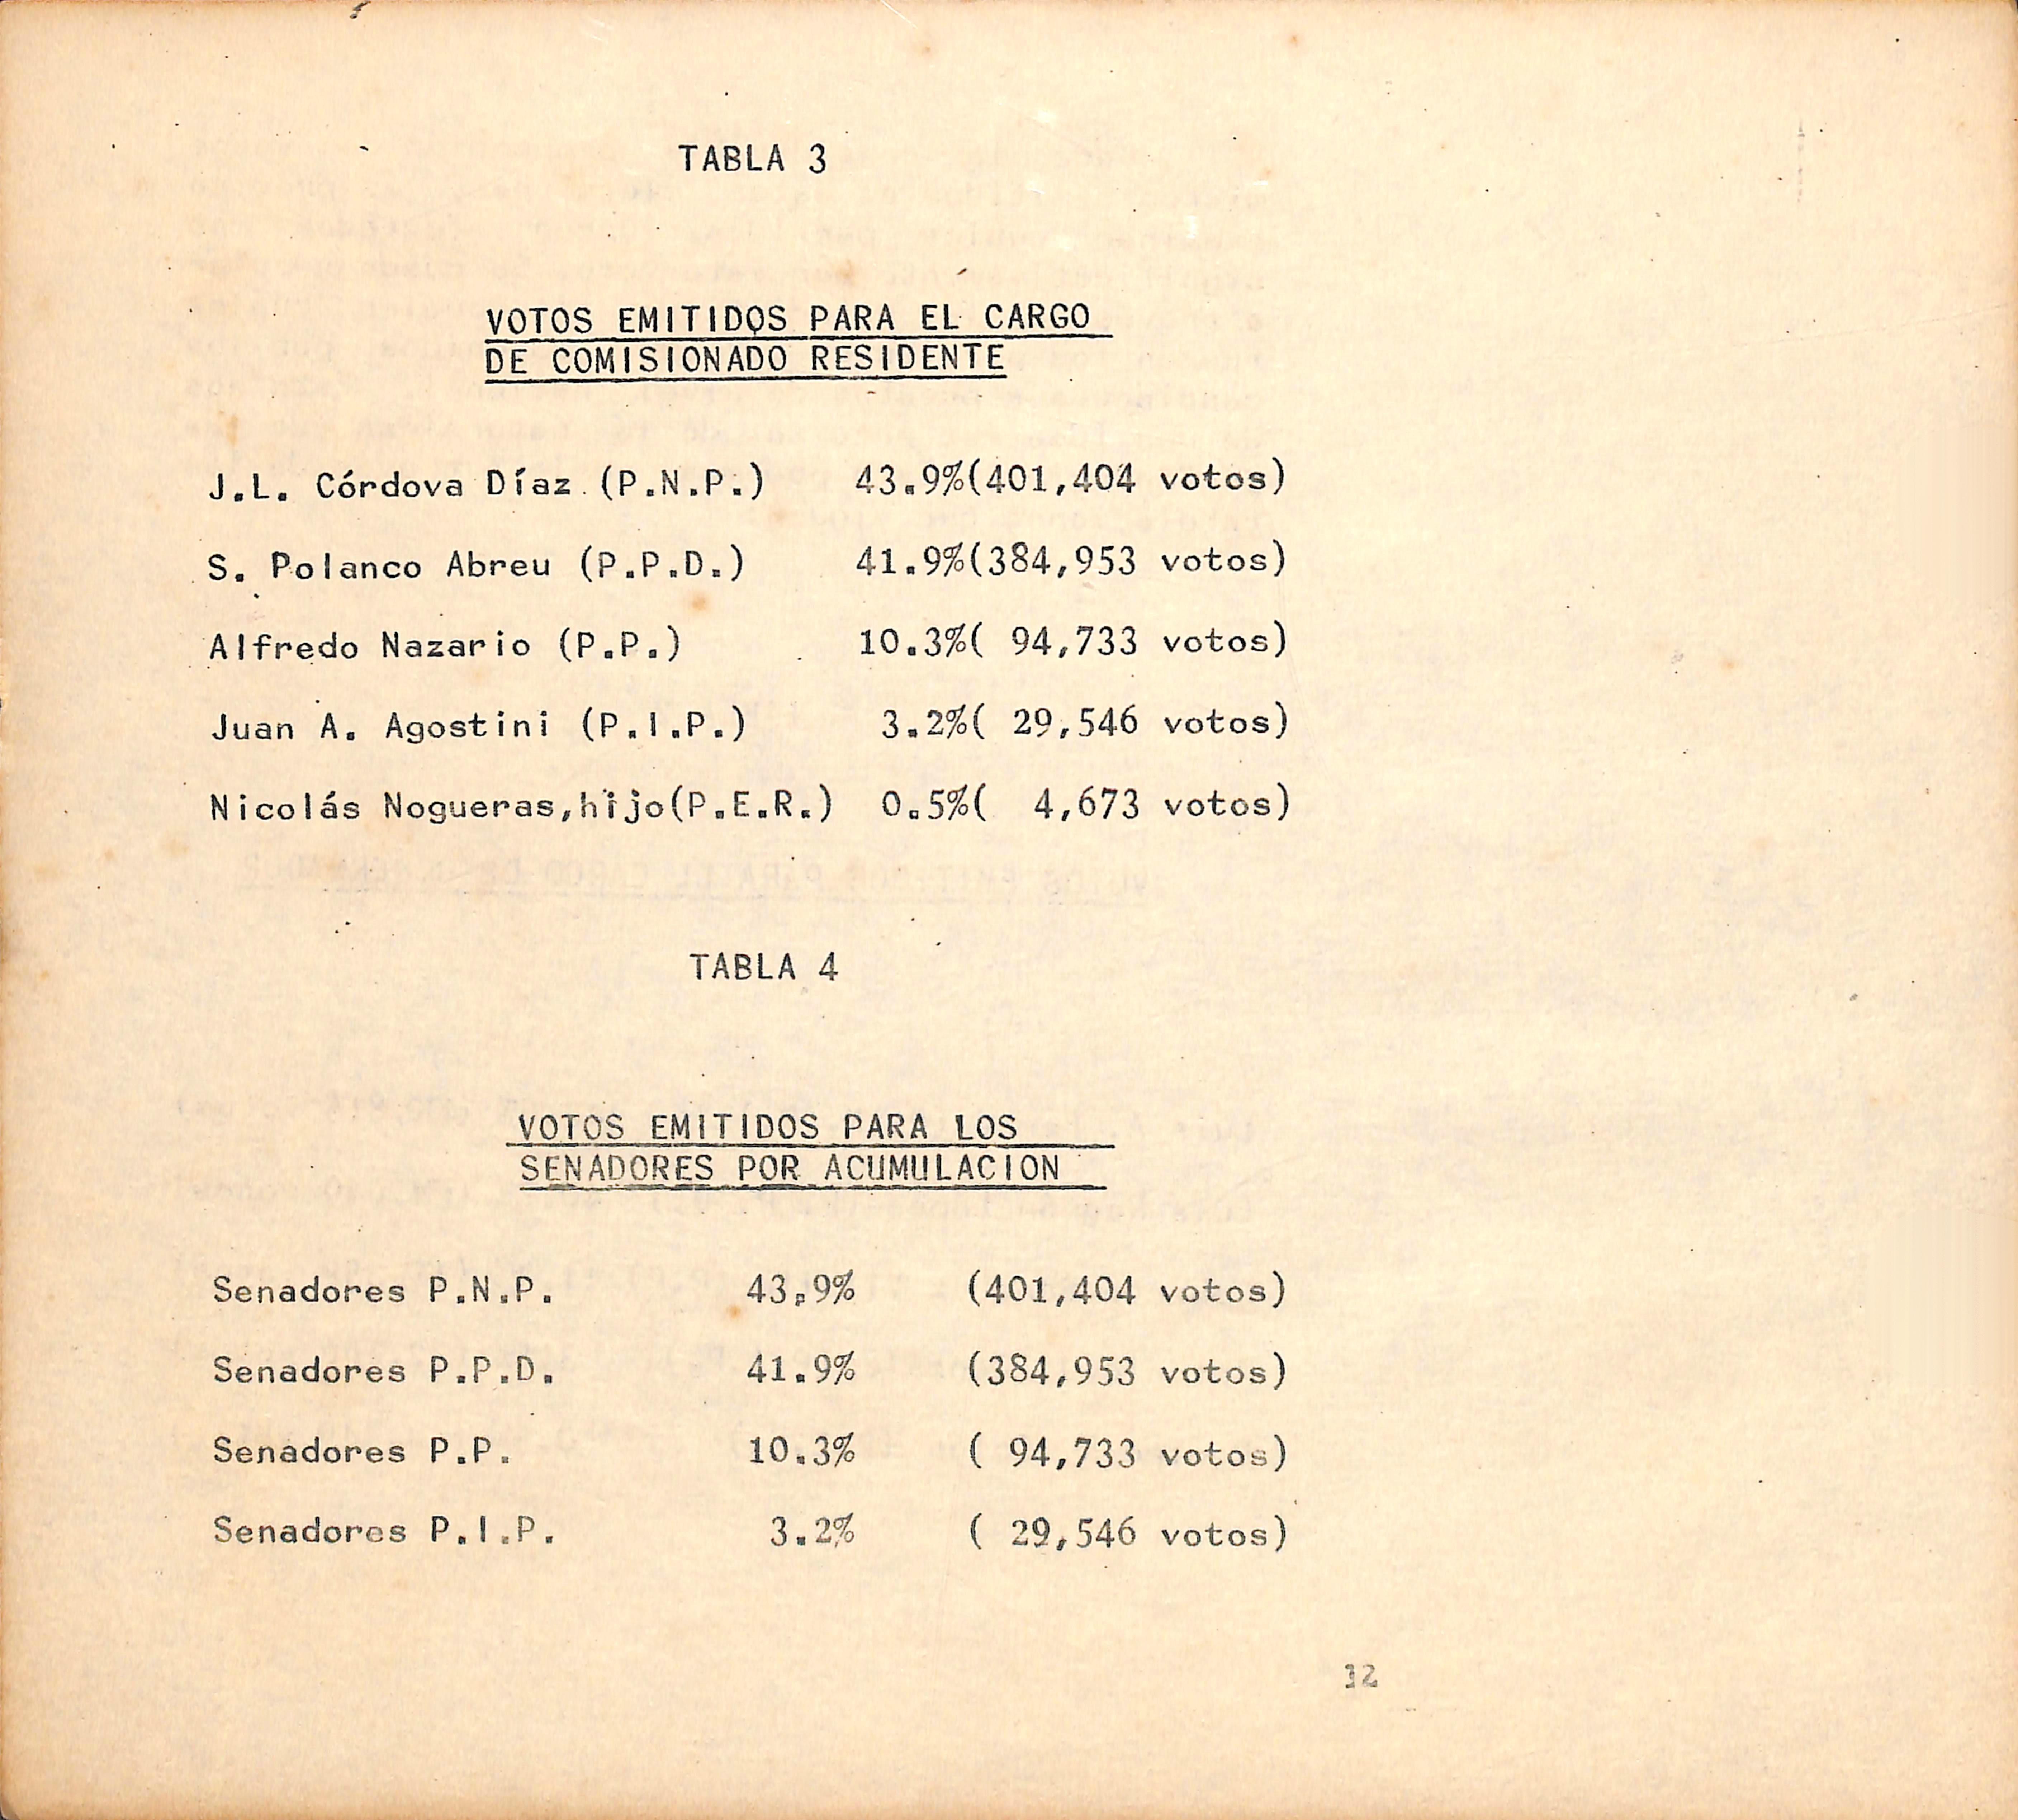 TABLA 3
VOTOS EMITIDOS PARA EL CARGO
DE COMISIONADO RESIDENTE
J.L. Córdova Díaz (P.N.P.) 43.9%(401,404 votos)
S. Polanco Abreu (P.P.D.) 41.9%(384,953 votos)
Alfredo Nazario (P.P.) 10.3%( 94,733 votos)
Juan A. Agostini (P.I.P.) 3.2%( 29,546 votos)
Nicolás Nogueras,hijo(P.E.R.) 0.5%( 4,673 votos)
TABLA 4
VOTOS EMITIDOS PARA LOS
SENADORES POR ACUMULACION
Senadores P.N.P. 43.9% (401,404 votos)
Senadores P.P.D. 41.9% (384,953 votos)
Senadores P.P. 10.3% ( 94,733 votos)
Senadores P.I.P. 3.2% ( 29,546 votos)
12